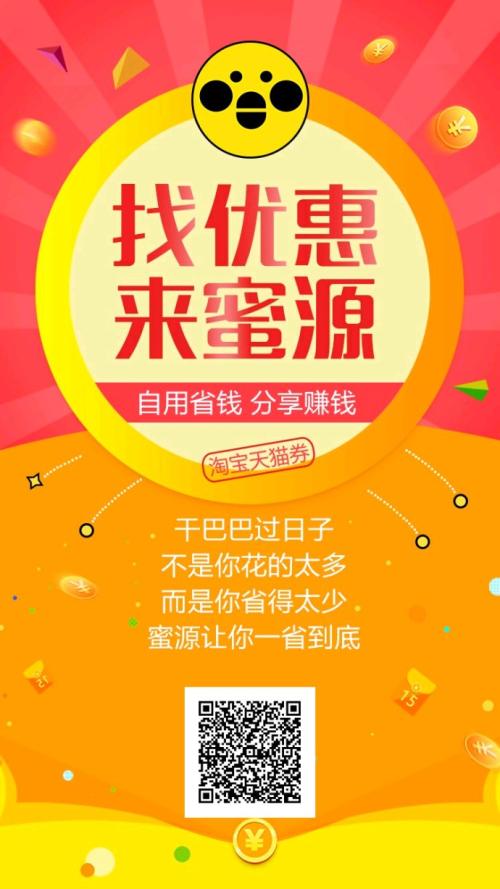 找优惠
来蜜源
自用省钱 分享赚钱
淘宝天猫券
干巴巴过日子
不是你花的太多
而是你省得太少
蜜源让你一省到底
15